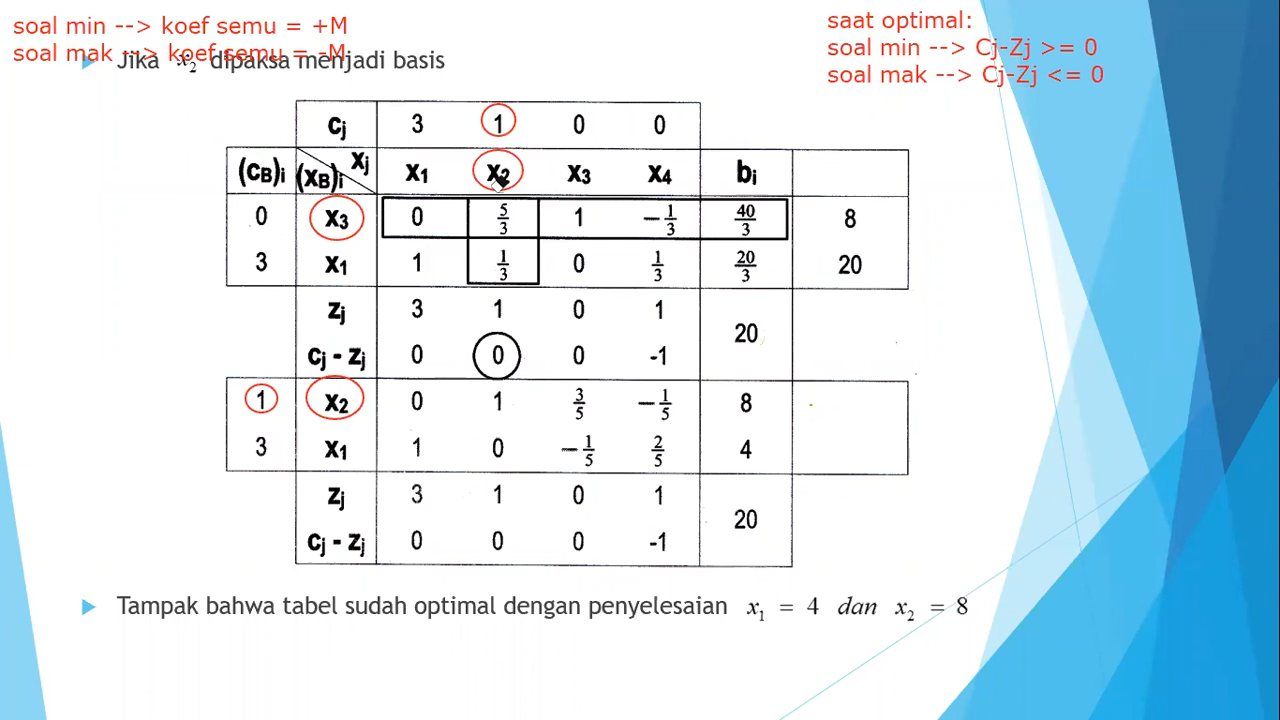 soal min --> koef semu = +M
soal mak --> koef semu = -M
saat optimal:
soal min --> Cj-Zj >= 0
soal mak --> Cj-Zj <= 0
Jika x₂ dipaksa menjadi basis
cⱼ 3 1 0 0
(cB)i (xB)i xⱼ x₁ x₂ x₃ x₄ bᵢ
0 x₃ 0 5/3 1 -1/3 40/3 8
3 x₁ 1 1/3 0 1/3 20/3 20
zⱼ 3 1 0 1 20
cⱼ - zⱼ 0 0 0 -1
1 x₂ 0 1 3/5 -1/5 8
3 x₁ 1 0 -1/5 2/5 4
zⱼ 3 1 0 1 20
cⱼ - zⱼ 0 0 0 -1
Tampak bahwa tabel sudah optimal dengan penyelesaian x₁ = 4 dan x₂ = 8